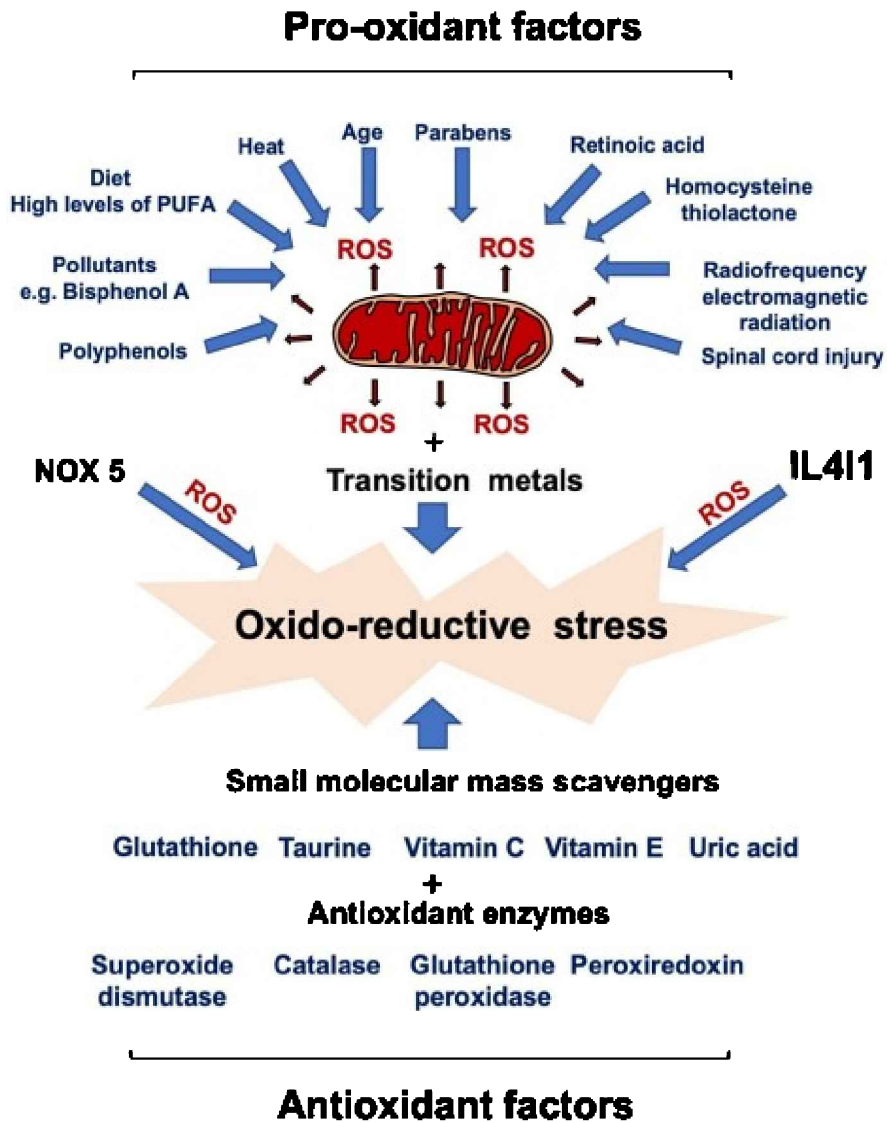 Pro-oxidant factors
Heat
Age
Parabens
Retinoic acid
Diet
High levels of PUFA
Homocysteine
thiolactone
ROS
ROS
Pollutants
e.g. Bisphenol A
Radiofrequency
electromagnetic
radiation
Polyphenols
Spinal cord injury
ROS
ROS
+
Transition metals
NOX 5
ROS
IL4I1
ROS
Oxido-reductive stress
Small molecular mass scavengers
Glutathione Taurine Vitamin C Vitamin E Uric acid
+
Antioxidant enzymes
Superoxide
dismutase
Catalase
Glutathione
peroxidase
Peroxiredoxin
Antioxidant factors